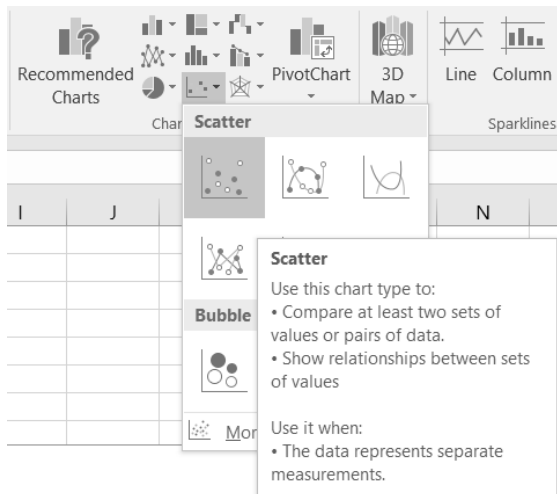 Recommended
Charts
PivotChart
3D
Map
Line
Column
Char
Sparklines
Scatter
I
J
N
Bubble
Mor
Scatter
Use this chart type to:
• Compare at least two sets of
values or pairs of data.
• Show relationships between sets
of values
Use it when:
• The data represents separate
measurements.